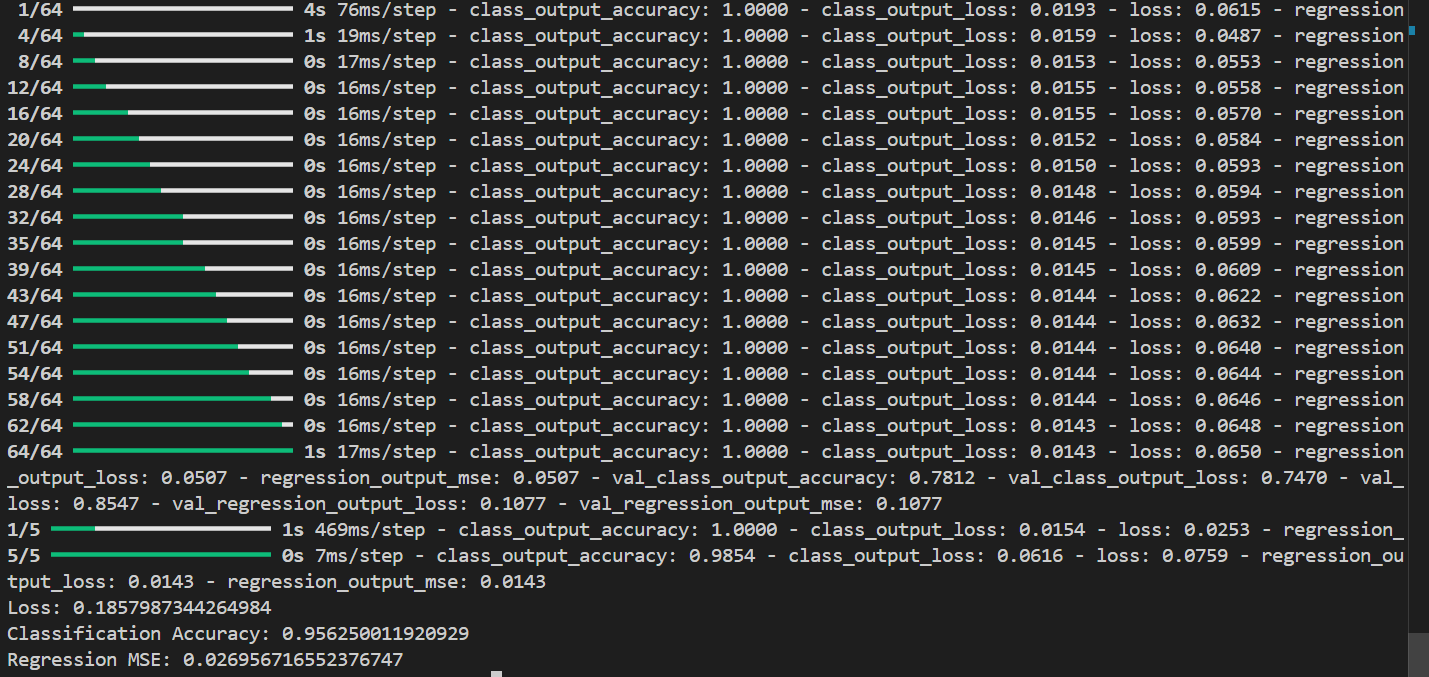 1/64 4s 76ms/step - class_output_accuracy: 1.0000 - class_output_loss: 0.0193 - loss: 0.0615 - regression
4/64 1s 19ms/step - class_output_accuracy: 1.0000 - class_output_loss: 0.0159 - loss: 0.0487 - regression
8/64 0s 17ms/step - class_output_accuracy: 1.0000 - class_output_loss: 0.0153 - loss: 0.0553 - regression
12/64 0s 16ms/step - class_output_accuracy: 1.0000 - class_output_loss: 0.0155 - loss: 0.0558 - regression
16/64 0s 16ms/step - class_output_accuracy: 1.0000 - class_output_loss: 0.0155 - loss: 0.0570 - regression
20/64 0s 16ms/step - class_output_accuracy: 1.0000 - class_output_loss: 0.0152 - loss: 0.0584 - regression
24/64 0s 16ms/step - class_output_accuracy: 1.0000 - class_output_loss: 0.0150 - loss: 0.0593 - regression
28/64 0s 16ms/step - class_output_accuracy: 1.0000 - class_output_loss: 0.0148 - loss: 0.0594 - regression
32/64 0s 16ms/step - class_output_accuracy: 1.0000 - class_output_loss: 0.0146 - loss: 0.0593 - regression
35/64 0s 16ms/step - class_output_accuracy: 1.0000 - class_output_loss: 0.0145 - loss: 0.0599 - regression
39/64 0s 16ms/step - class_output_accuracy: 1.0000 - class_output_loss: 0.0145 - loss: 0.0609 - regression
43/64 0s 16ms/step - class_output_accuracy: 1.0000 - class_output_loss: 0.0144 - loss: 0.0622 - regression
47/64 0s 16ms/step - class_output_accuracy: 1.0000 - class_output_loss: 0.0144 - loss: 0.0632 - regression
51/64 0s 16ms/step - class_output_accuracy: 1.0000 - class_output_loss: 0.0144 - loss: 0.0640 - regression
54/64 0s 16ms/step - class_output_accuracy: 1.0000 - class_output_loss: 0.0144 - loss: 0.0644 - regression
58/64 0s 16ms/step - class_output_accuracy: 1.0000 - class_output_loss: 0.0144 - loss: 0.0646 - regression
62/64 0s 16ms/step - class_output_accuracy: 1.0000 - class_output_loss: 0.0143 - loss: 0.0648 - regression
64/64 1s 17ms/step - class_output_accuracy: 1.0000 - class_output_loss: 0.0143 - loss: 0.0650 - regression
_output_loss: 0.0507 - regression_output_mse: 0.0507 - val_class_output_accuracy: 0.7812 - val_class_output_loss: 0.7470 - val_
loss: 0.8547 - val_regression_output_loss: 0.1077 - val_regression_output_mse: 0.1077
1/5 1s 469ms/step - class_output_accuracy: 1.0000 - class_output_loss: 0.0154 - loss: 0.0253 - regression_
5/5 0s 7ms/step - class_output_accuracy: 0.9854 - class_output_loss: 0.0616 - loss: 0.0759 - regression_ou
tput_loss: 0.0143 - regression_output_mse: 0.0143
Loss: 0.1857987344264984
Classification Accuracy: 0.956250011920929
Regression MSE: 0.026956716552376747